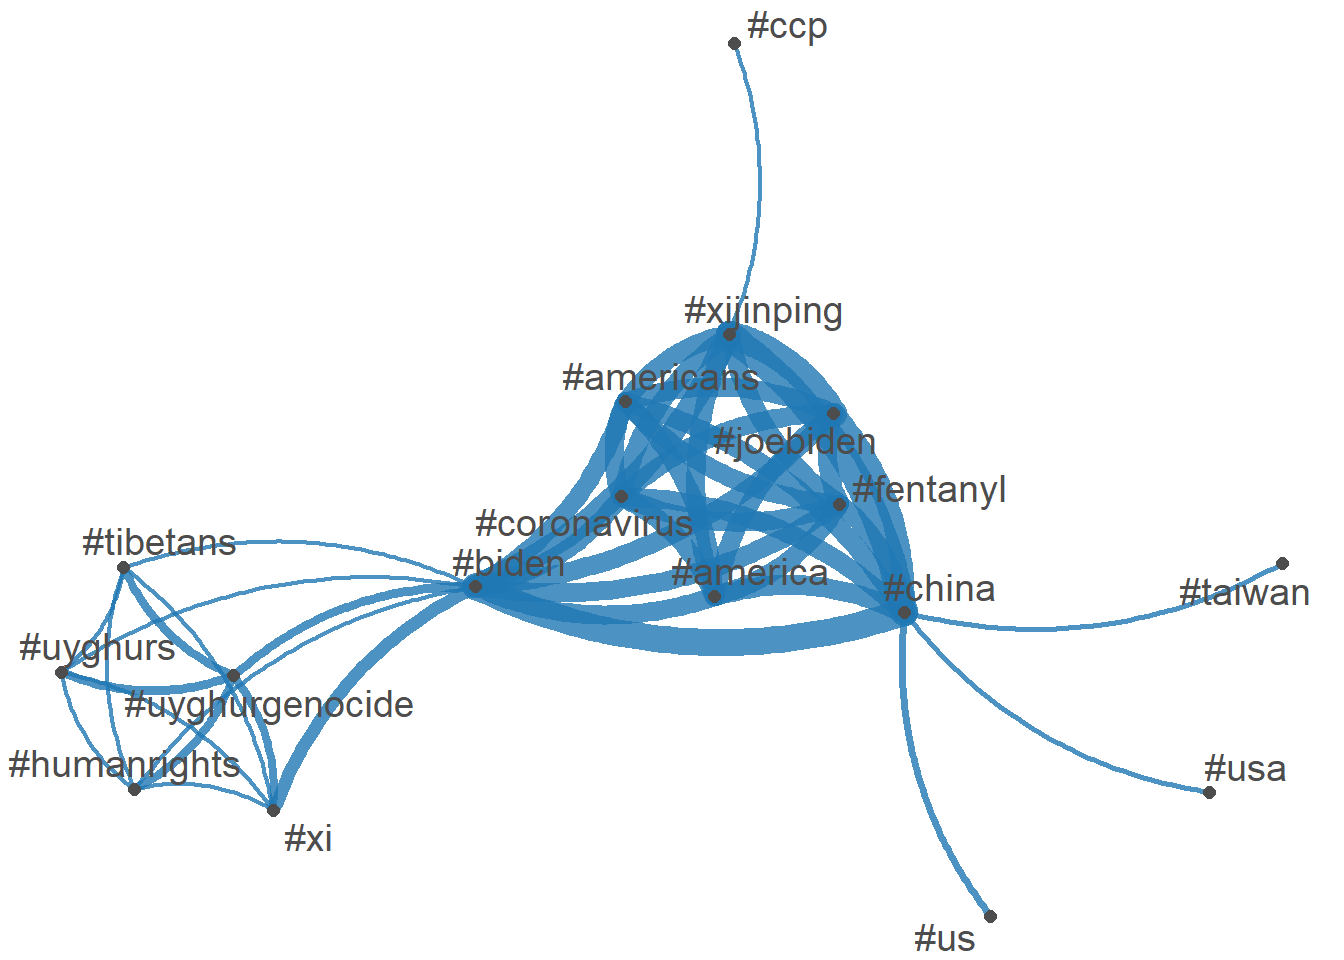 #ccp
#xijinping
#americans
#joebiden
#fentanyl
#coronavirus
#tibetans
#biden
#america
#china
#taiwan
#uyghurs
#uyghurgenocide
#humanrights
#usa
#xi
#us